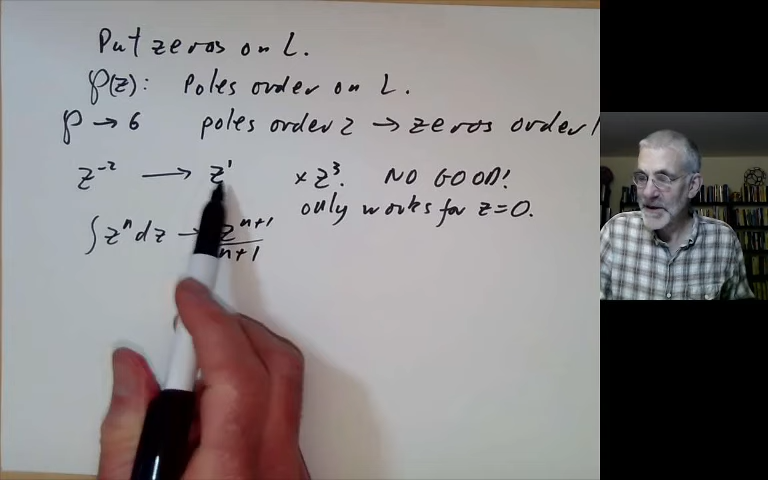 Put zeros on L.
℘(z): Poles order on L.
℘ → 6 poles order 2 → zeros order 1
z⁻² → z¹ × z³. NO GOOD!
only works for z=0.
∫ zⁿ dz → zⁿ⁺¹/n+1